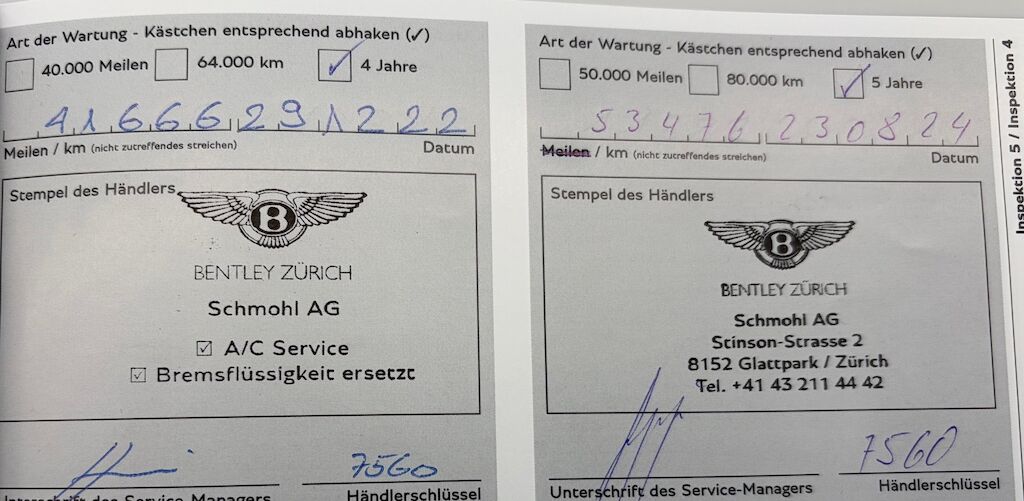 Art der Wartung - Kästchen entsprechend abhaken (✓)
40.000 Meilen 64.000 km ✓ 4 Jahre
41666 291222
Meilen / km (nicht zutreffendes streichen) Datum
Stempel des Händlers
B
BENTLEY ZÜRICH
Schmohl AG
☑ A/C Service
☑ Bremsflüssigkeit ersetzt
7560
Unterschrift des Service-Managers Händlerschlüssel
Art der Wartung - Kästchen entsprechend abhaken (✓)
50.000 Meilen 80.000 km ✓ 5 Jahre
53476 230824
Meilen / km (nicht zutreffendes streichen) Datum
Stempel des Händlers
B
BENTLEY ZÜRICH
Schmohl AG
Stinson-Strasse 2
8152 Glattpark / Zürich
Tel. +41 43 211 44 42
7560
Unterschrift des Service-Managers Händlerschlüssel
Inspektion 5 / Inspektion 4